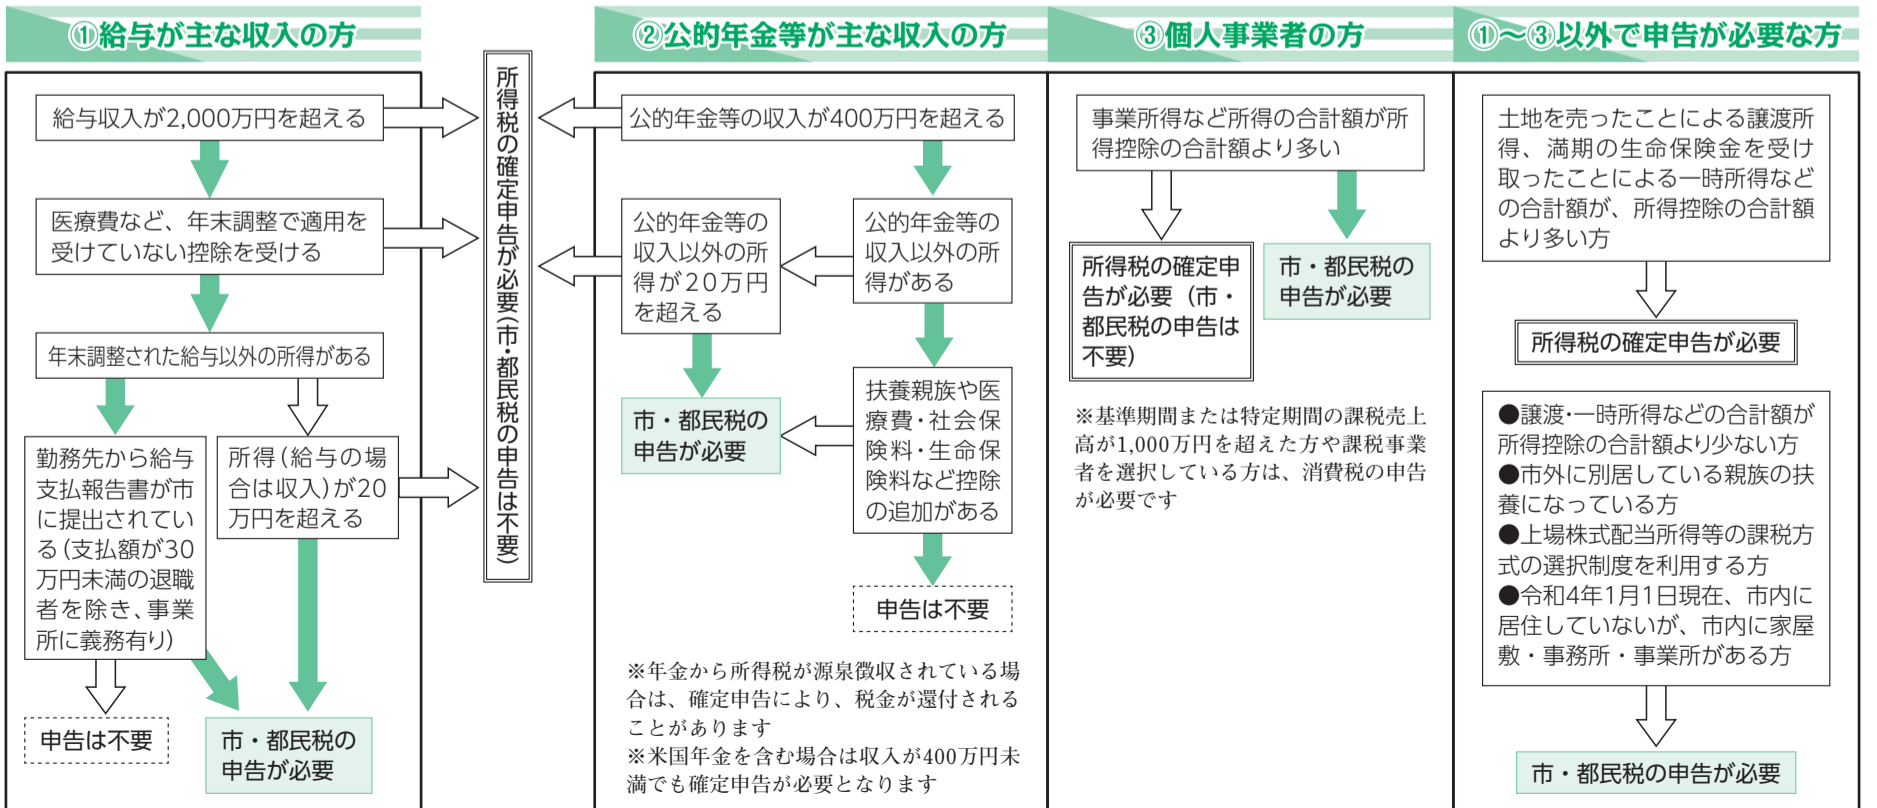 ①給与が主な収入の方
給与収入が2,000万円を超える
医療費など、年末調整で適用を
受けていない控除を受ける
年末調整された給与以外の所得がある
勤務先から給与
支払報告書が市
に提出されてい
る（支払額が30
万円未満の退職
者を除き、事業
所に義務有り）
所得（給与の場
合は収入）が20
万円を超える
申告は不要
市・都民税の
申告が必要
所得税の確定申告が必要（市・都民税の申告は不要）
②公的年金等が主な収入の方
公的年金等の収入が400万円を超える
公的年金等の
収入以外の所
得が20万円
を超える
公的年金等の
収入以外の所
得がある
市・都民税の
申告が必要
扶養親族や医
療費・社会保
険料・生命保
険料など控除
の追加がある
申告は不要
※年金から所得税が源泉徴収されている場
合は、確定申告により、税金が還付される
ことがあります
※米国年金を含む場合は収入が400万円未
満でも確定申告が必要となります
③個人事業者の方
事業所得など所得の合計額が所
得控除の合計額より多い
所得税の確定申
告が必要（市・
都民税の申告は
不要）
市・都民税の
申告が必要
※基準期間または特定期間の課税売上
高が1,000万円を超えた方や課税事業
者を選択している方は、消費税の申告
が必要です
①～③以外で申告が必要な方
土地を売ったことによる譲渡所
得、満期の生命保険金を受け
取ったことによる一時所得など
の合計額が、所得控除の合計額
より多い方
所得税の確定申告が必要
●譲渡・一時所得などの合計額が
所得控除の合計額より少ない方
●市外に別居している親族の扶
養になっている方
●上場株式配当所得等の課税方
式の選択制度を利用する方
●令和4年1月1日現在、市内に
居住していないが、市内に家屋
敷・事務所・事業所がある方
市・都民税の申告が必要